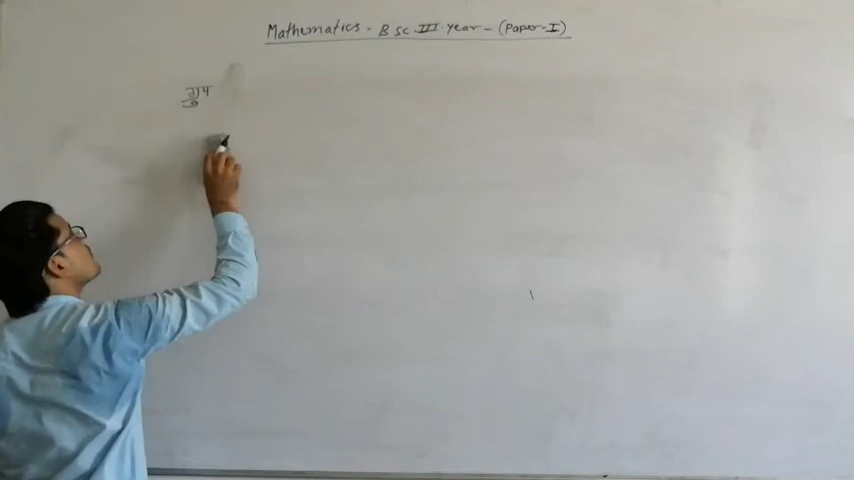 Mathematics - B Sc. III. year - (Paper-I)
ग्रुप